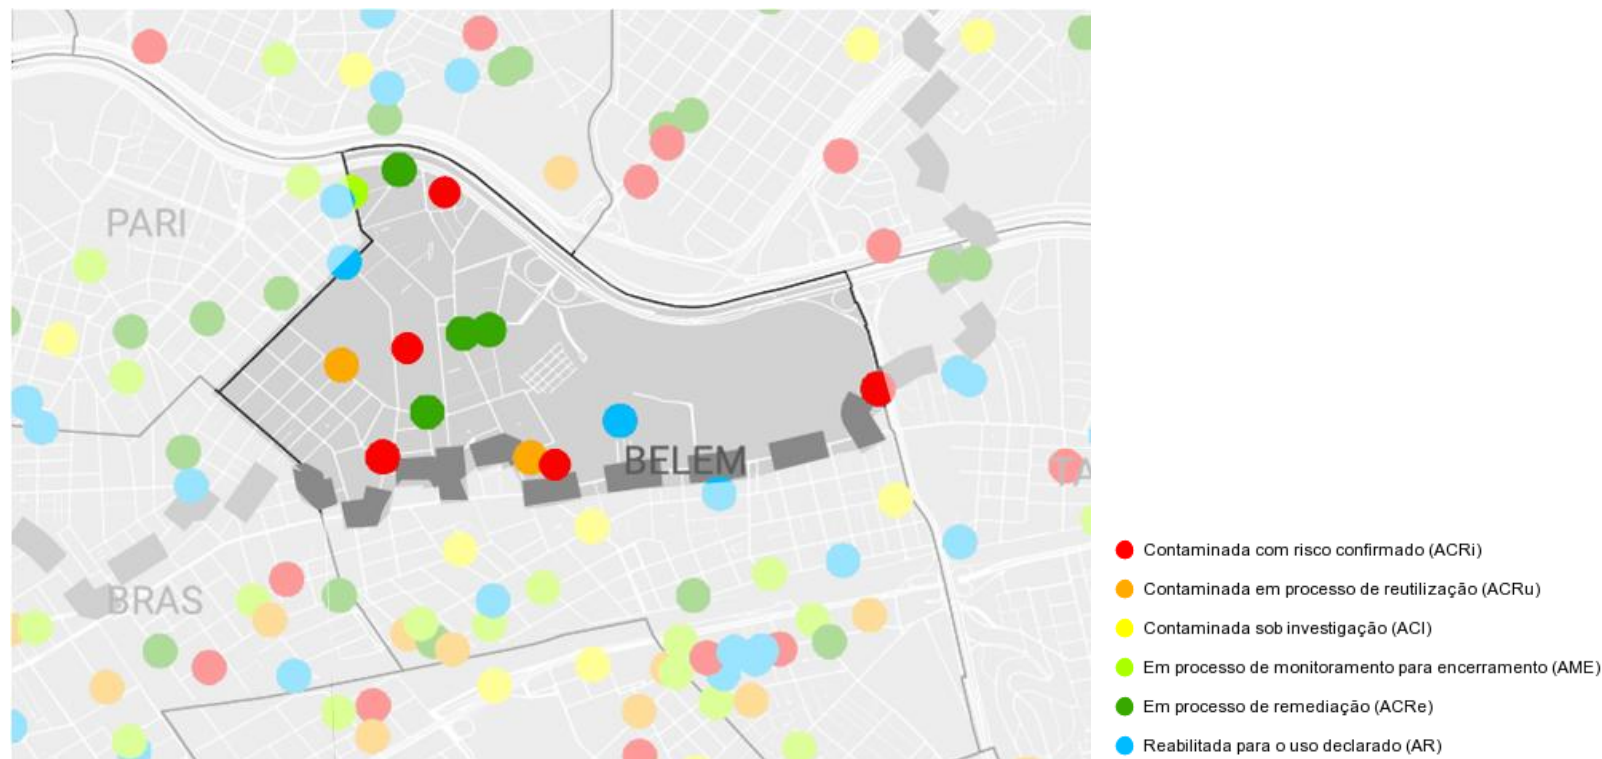 PARI
BELEM
TA
BRAS
Contaminada com risco confirmado (ACRi)
Contaminada em processo de reutilização (ACRu)
Contaminada sob investigação (ACI)
Em processo de monitoramento para encerramento (AME)
Em processo de remediação (ACRe)
Reabilitada para o uso declarado (AR)